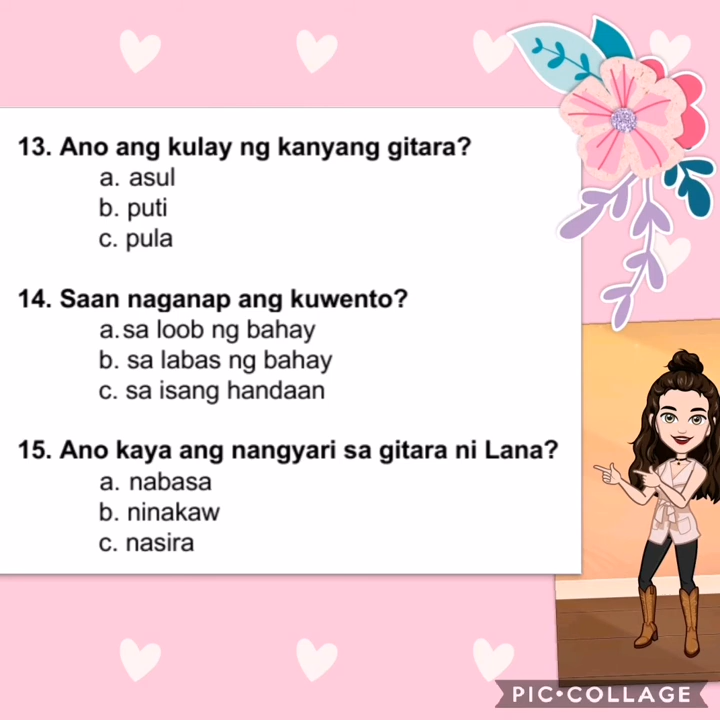 13. Ano ang kulay ng kanyang gitara?
a. asul
b. puti
c. pula
14. Saan naganap ang kuwento?
a. sa loob ng bahay
b. sa labas ng bahay
c. sa isang handaan
15. Ano kaya ang nangyari sa gitara ni Lana?
a. nabasa
b. ninakaw
c. nasira
PIC•COLLAGE